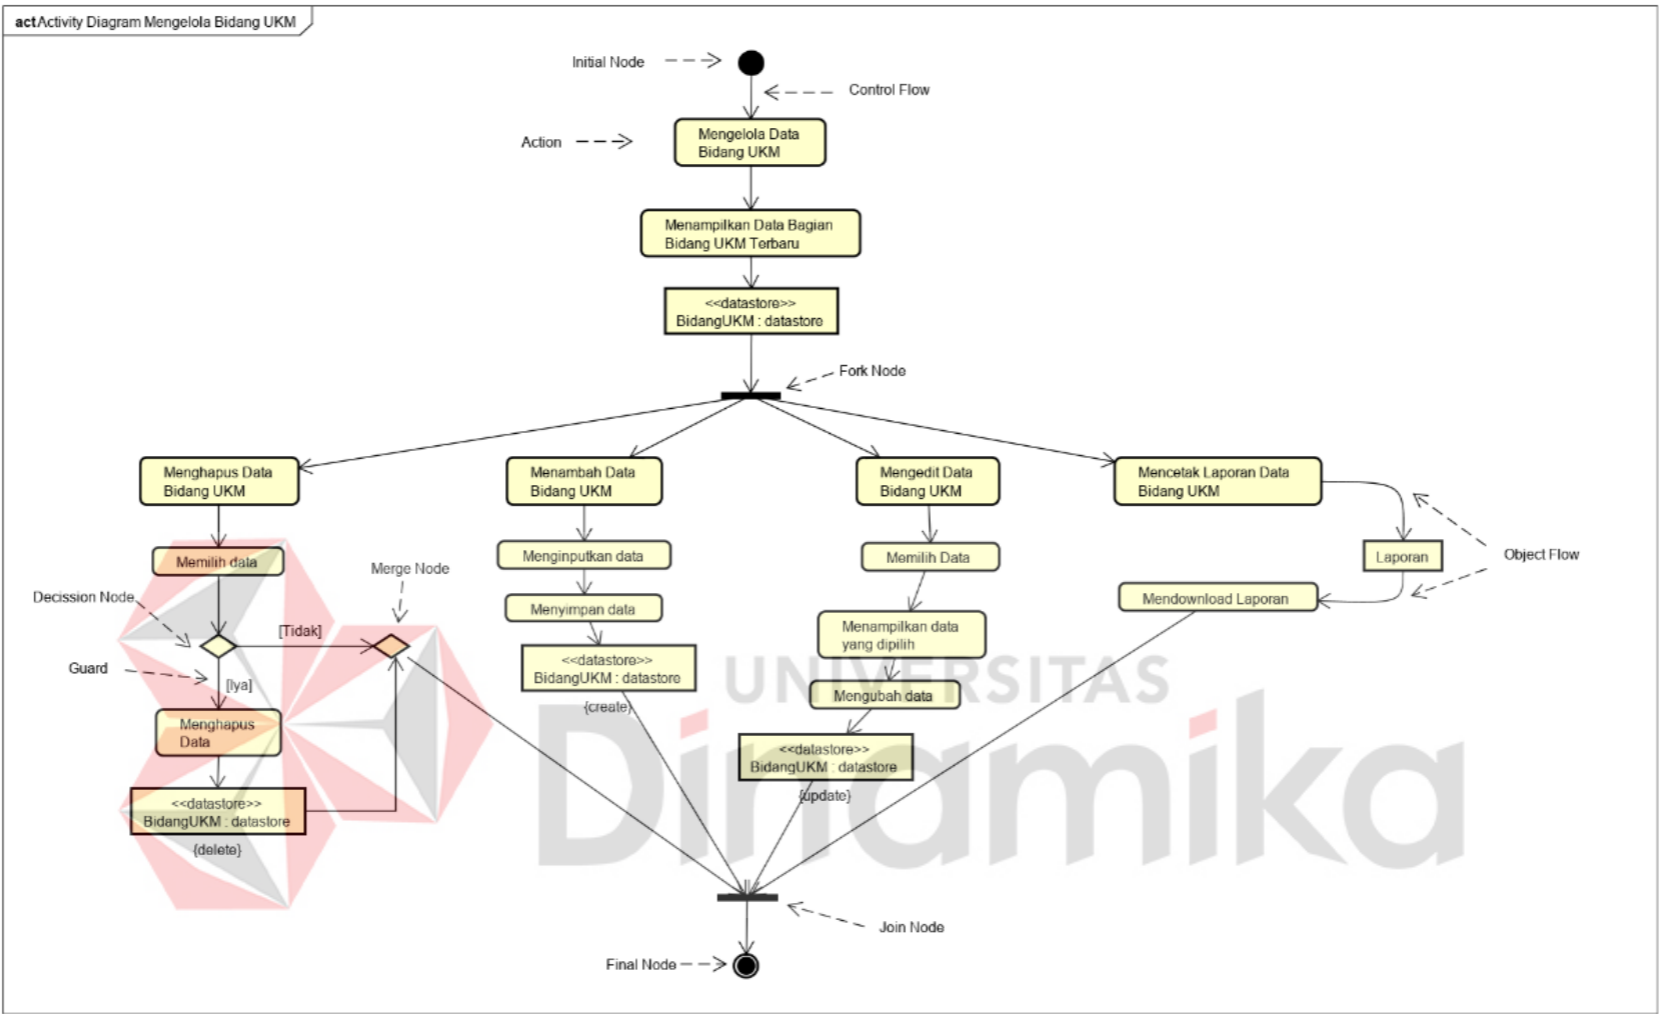 act Activity Diagram Mengelola Bidang UKM
Initial Node
Control Flow
Action
Mengelola Data
Bidang UKM
Menampilkan Data Bagian
Bidang UKM Terbaru
<<datastore>>
BidangUKM : datastore
Fork Node
Menghapus Data
Bidang UKM
Menambah Data
Bidang UKM
Mengedit Data
Bidang UKM
Mencetak Laporan Data
Bidang UKM
Memilih data
Merge Node
Menginputkan data
Memilih Data
Laporan
Object Flow
Decission Node
Menyimpan data
Mendownload Laporan
[Tidak]
Menampilkan data
yang dipilih
Guard
[Iya]
<<datastore>>
BidangUKM : datastore
{create}
Mengubah data
UNIVERSITAS
Dinamika
Menghapus
Data
<<datastore>>
BidangUKM : datastore
{update}
<<datastore>>
BidangUKM : datastore
{delete}
Join Node
Final Node